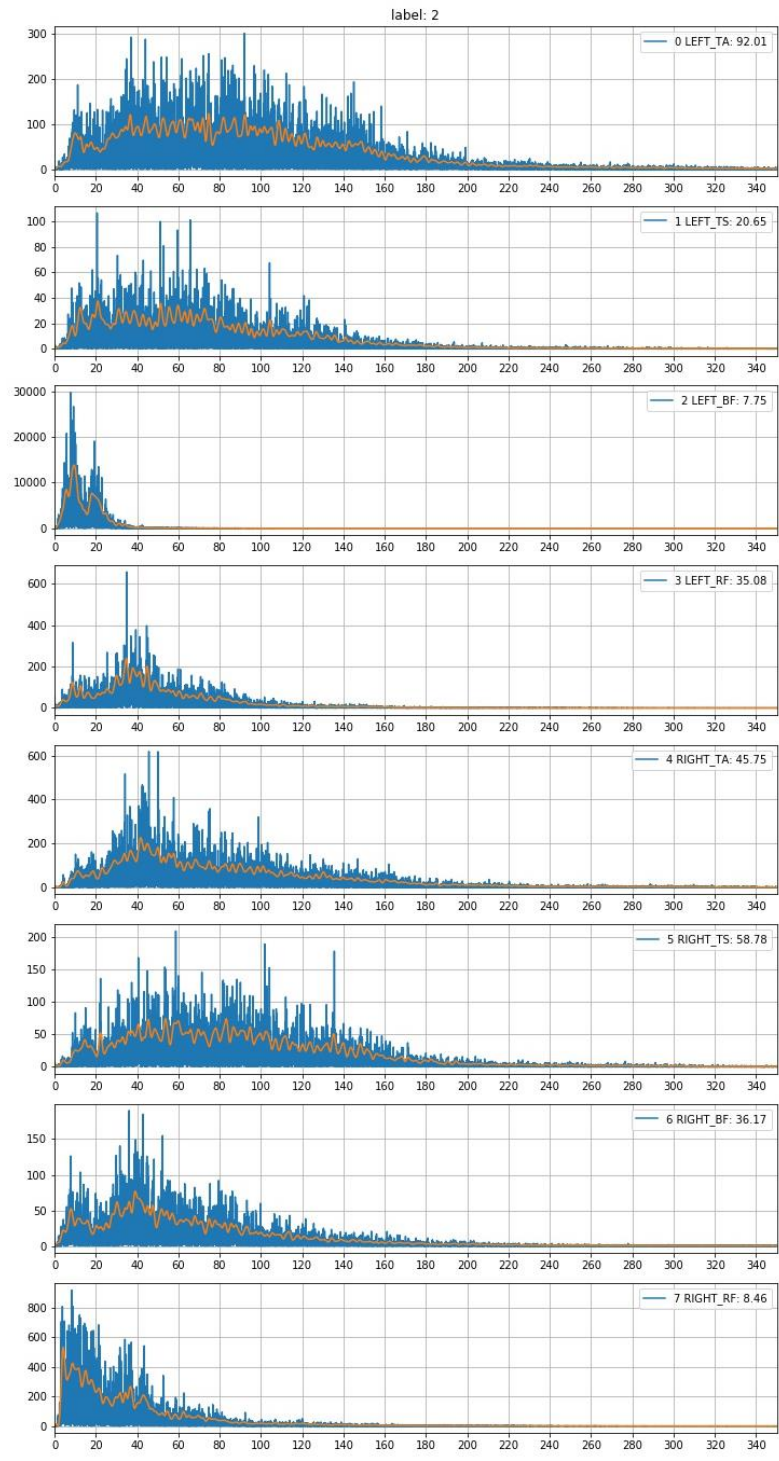 label: 2
0 LEFT_TA: 92.01
300
200
100
0
0 20 40 60 80 100 120 140 160 180 200 220 240 260 280 300 320 340
1 LEFT_TS: 20.65
100
80
60
40
20
0
0 20 40 60 80 100 120 140 160 180 200 220 240 260 280 300 320 340
2 LEFT_BF: 7.75
30000
20000
10000
0
0 20 40 60 80 100 120 140 160 180 200 220 240 260 280 300 320 340
3 LEFT_RF: 35.08
600
400
200
0
0 20 40 60 80 100 120 140 160 180 200 220 240 260 280 300 320 340
4 RIGHT_TA: 45.75
600
400
200
0
0 20 40 60 80 100 120 140 160 180 200 220 240 260 280 300 320 340
5 RIGHT_TS: 58.78
200
150
100
50
0
0 20 40 60 80 100 120 140 160 180 200 220 240 260 280 300 320 340
6 RIGHT_BF: 36.17
150
100
50
0
0 20 40 60 80 100 120 140 160 180 200 220 240 260 280 300 320 340
7 RIGHT_RF: 8.46
800
600
400
200
0
0 20 40 60 80 100 120 140 160 180 200 220 240 260 280 300 320 340